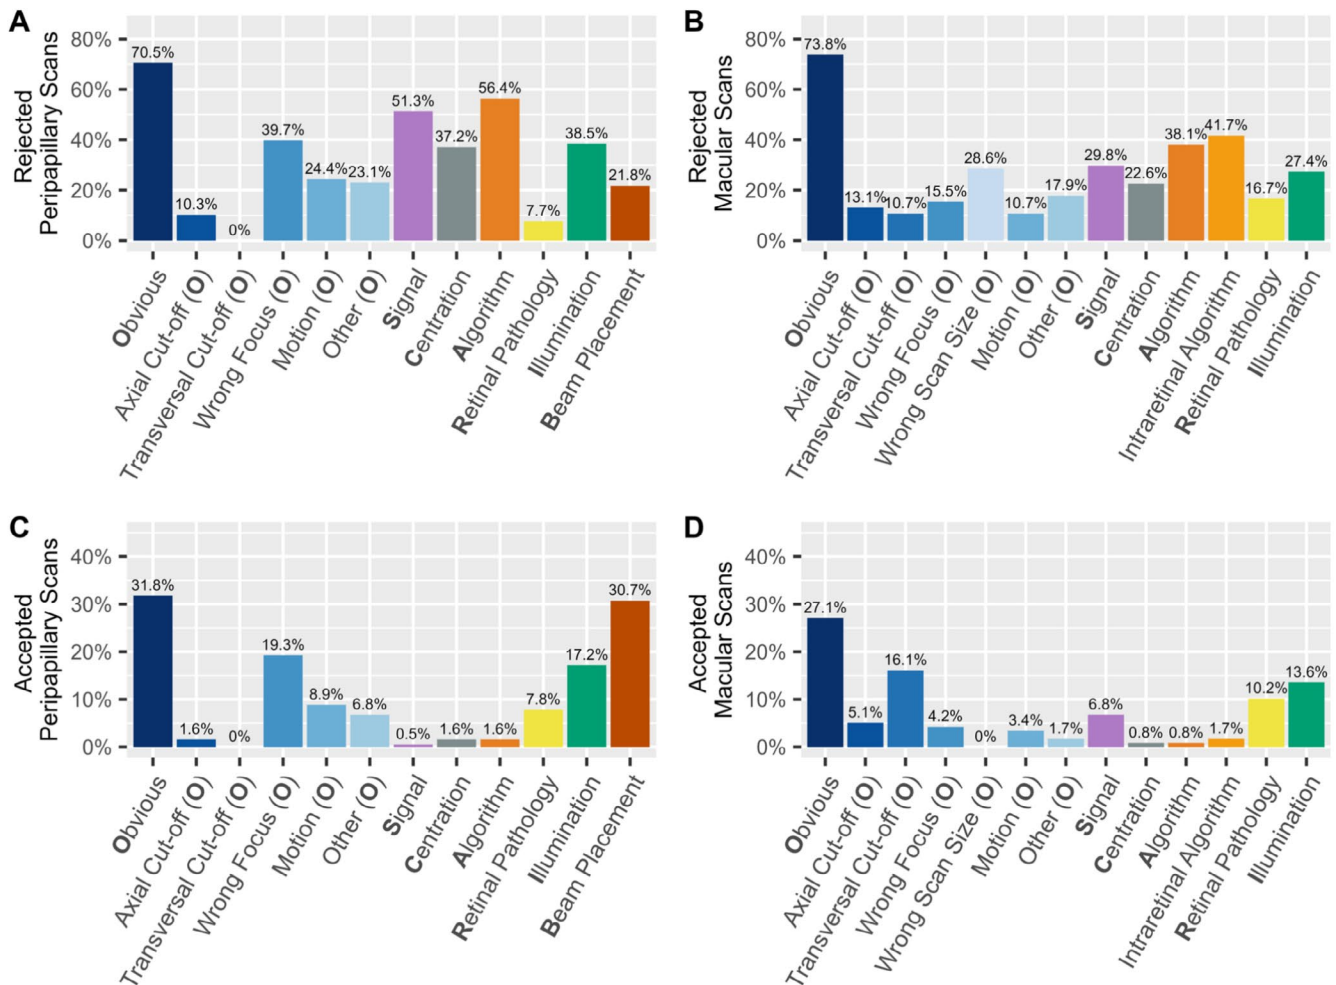 A
Rejected
Peripapillary Scans
80%
60%
40%
20%
0%
70.5%
10.3%
0%
39.7%
24.4%
23.1%
51.3%
37.2%
56.4%
7.7%
38.5%
21.8%
Obvious
Axial Cut-off (O)
Transversal Cut-off (O)
Wrong Focus (O)
Motion (O)
Other (O)
Signal
Centration
Algorithm
Retinal Pathology
Illumination
Beam Placement
B
Rejected
Macular Scans
80%
60%
40%
20%
0%
73.8%
13.1%
10.7%
15.5%
28.6%
10.7%
17.9%
29.8%
22.6%
38.1%
41.7%
16.7%
27.4%
Obvious
Axial Cut-off (O)
Transversal Cut-off (O)
Wrong Focus (O)
Wrong Scan Size (O)
Motion (O)
Other (O)
Signal
Centration
Algorithm
Intraretinal Algorithm
Retinal Pathology
Illumination
C
Accepted
Peripapillary Scans
40%
30%
20%
10%
0%
31.8%
1.6%
0%
19.3%
8.9%
6.8%
0.5%
1.6%
1.6%
7.8%
17.2%
30.7%
Obvious
Axial Cut-off (O)
Transversal Cut-off (O)
Wrong Focus (O)
Motion (O)
Other (O)
Signal
Centration
Algorithm
Retinal Pathology
Illumination
Beam Placement
D
Accepted
Macular Scans
40%
30%
20%
10%
0%
27.1%
5.1%
16.1%
4.2%
0%
3.4%
1.7%
6.8%
0.8%
0.8%
1.7%
10.2%
13.6%
Obvious
Axial Cut-off (O)
Transversal Cut-off (O)
Wrong Focus (O)
Wrong Scan Size (O)
Motion (O)
Other (O)
Signal
Centration
Algorithm
Intraretinal Algorithm
Retinal Pathology
Illumination